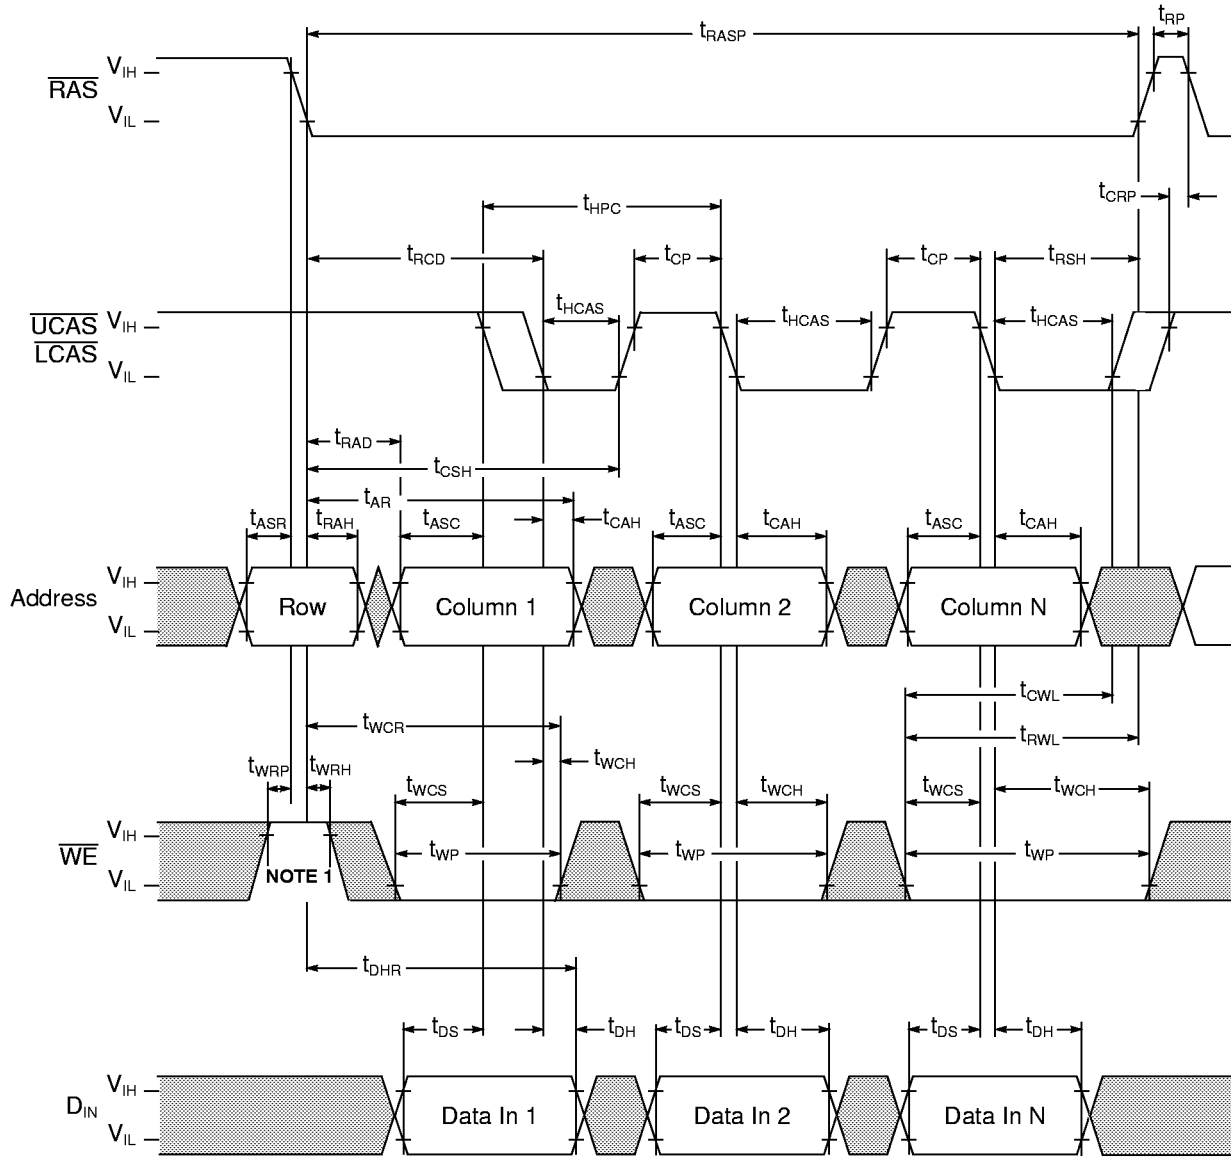 tRP
tRASP
RAS
VIH
VIL
tCRP
tHPC
tRCD
tCP
tCP
tRSH
UCAS
LCAS
VIH
VIL
tHCAS
tHCAS
tHCAS
tRAD
tCSH
tAR
tASR
tRAH
tASC
tCAH
tASC
tCAH
tASC
tCAH
Address
VIH
VIL
Row
Column 1
Column 2
Column N
tCWL
tWCR
tRWL
tWRP
tWRH
tWCH
tWCS
tWCS
tWCH
tWCS
tWCH
WE
VIH
VIL
NOTE 1
tWP
tWP
tWP
tDHR
tDS
tDH
tDS
tDH
tDS
tDH
DIN
VIH
VIL
Data In 1
Data In 2
Data In N